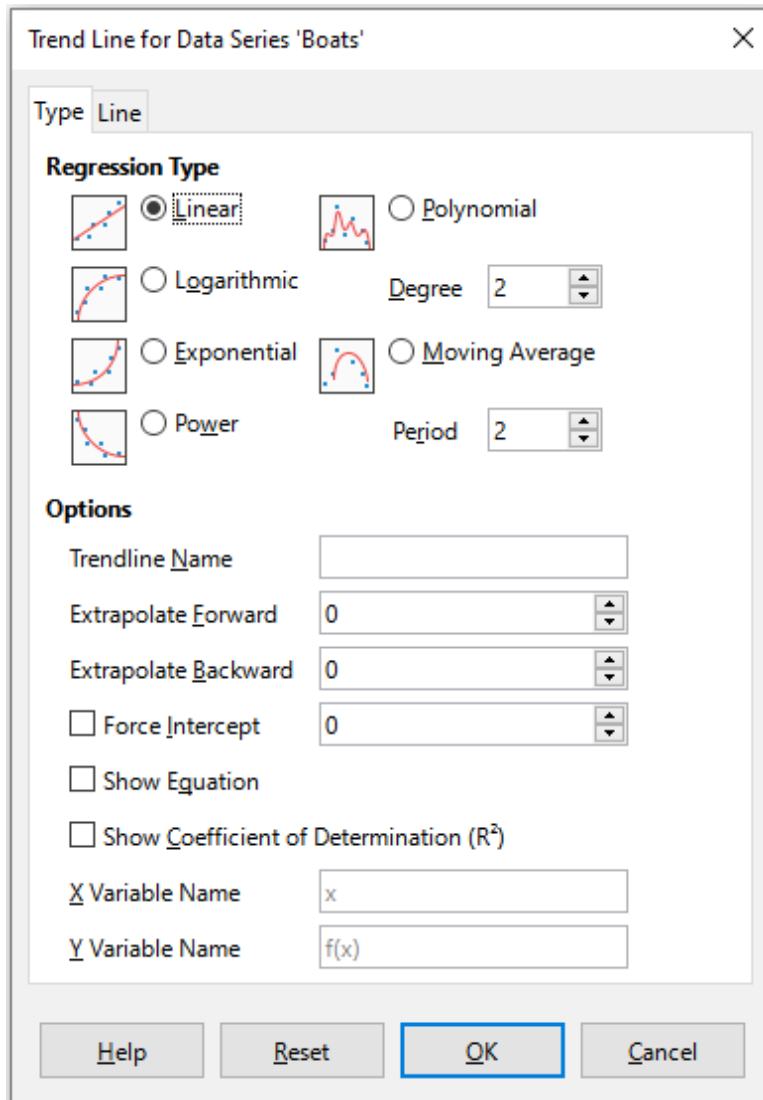 Trend Line for Data Series 'Boats'
Type Line
Regression Type
Linear Polynomial
Logarithmic Degree 2
Exponential Moving Average
Power Period 2
Options
Trendline Name
Extrapolate Forward 0
Extrapolate Backward 0
Force Intercept 0
Show Equation
Show Coefficient of Determination (R²)
X Variable Name x
Y Variable Name f(x)
Help Reset OK Cancel